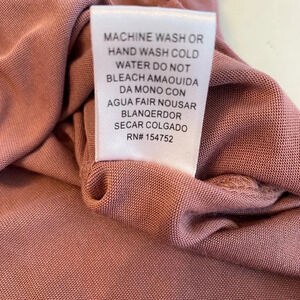 MACHINE WASH OR
HAND WASH COLD
WATER DO NOT
BLEACH AMAOUIDA
DA MONO CON
AGUA FAIR NOUSAR
BLANQERDOR
SECAR COLGADO
RN# 154752